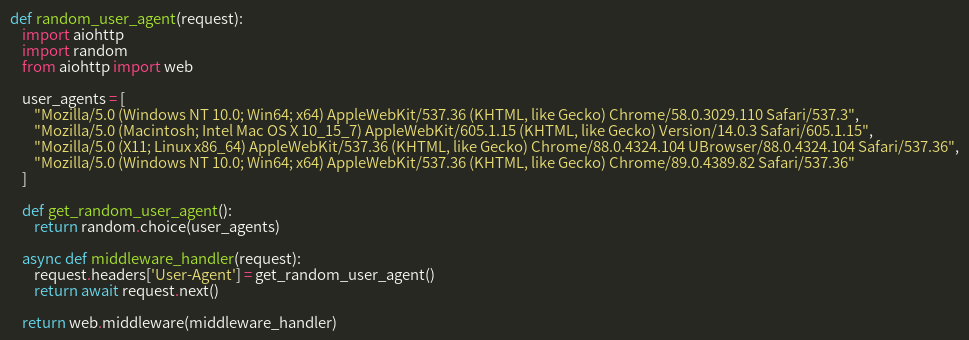 def random_user_agent(request):
    import aiohttp
    import random
    from aiohttp import web

    user_agents = [
        "Mozilla/5.0 (Windows NT 10.0; Win64; x64) AppleWebKit/537.36 (KHTML, like Gecko) Chrome/58.0.3029.110 Safari/537.3",
        "Mozilla/5.0 (Macintosh; Intel Mac OS X 10_15_7) AppleWebKit/605.1.15 (KHTML, like Gecko) Version/14.0.3 Safari/605.1.15",
        "Mozilla/5.0 (X11; Linux x86_64) AppleWebKit/537.36 (KHTML, like Gecko) Chrome/88.0.4324.104 UBrowser/88.0.4324.104 Safari/537.36",
        "Mozilla/5.0 (Windows NT 10.0; Win64; x64) AppleWebKit/537.36 (KHTML, like Gecko) Chrome/89.0.4389.82 Safari/537.36"
    ]

    def get_random_user_agent():
        return random.choice(user_agents)

    async def middleware_handler(request):
        request.headers['User-Agent'] = get_random_user_agent()
        return await request.next()

    return web.middleware(middleware_handler)